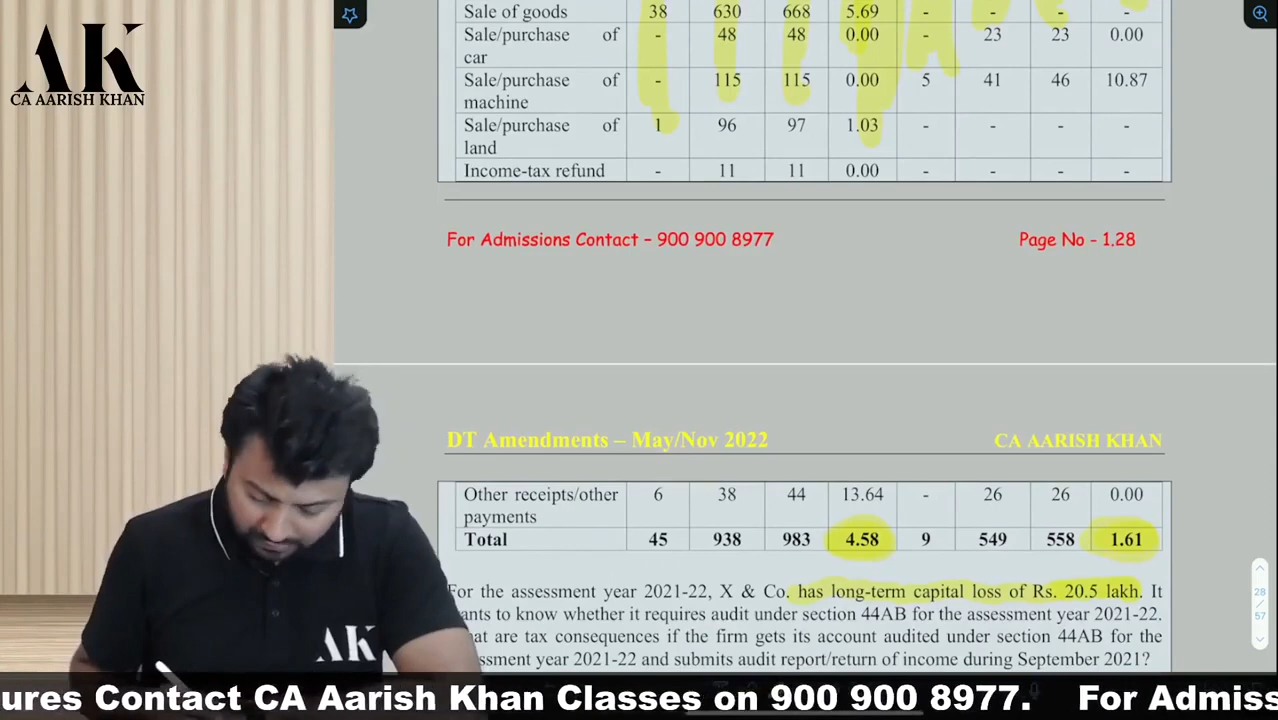 AK
CA AARISH KHAN
Sale of goods 38 630 668 5.69 - - - -
Sale/purchase of - 48 48 0.00 - 23 23 0.00
car
Sale/purchase of - 115 115 0.00 5 41 46 10.87
machine
Sale/purchase of 1 96 97 1.03 - - - -
land
Income-tax refund - 11 11 0.00 - - - -
For Admissions Contact – 900 900 8977 Page No - 1.28
DT Amendments – May/Nov 2022 CA AARISH KHAN
Other receipts/other 6 38 44 13.64 - 26 26 0.00
payments
Total 45 938 983 4.58 9 549 558 1.61
For the assessment year 2021-22, X & Co. has long-term capital loss of Rs. 20.5 lakh. It
ants to know whether it requires audit under section 44AB for the assessment year 2021-22.
at are tax consequences if the firm gets its account audited under section 44AB for the
ssment year 2021-22 and submits audit report/return of income during September 2021?
28
/
57
AK
ures Contact CA Aarish Khan Classes on 900 900 8977. For Admiss